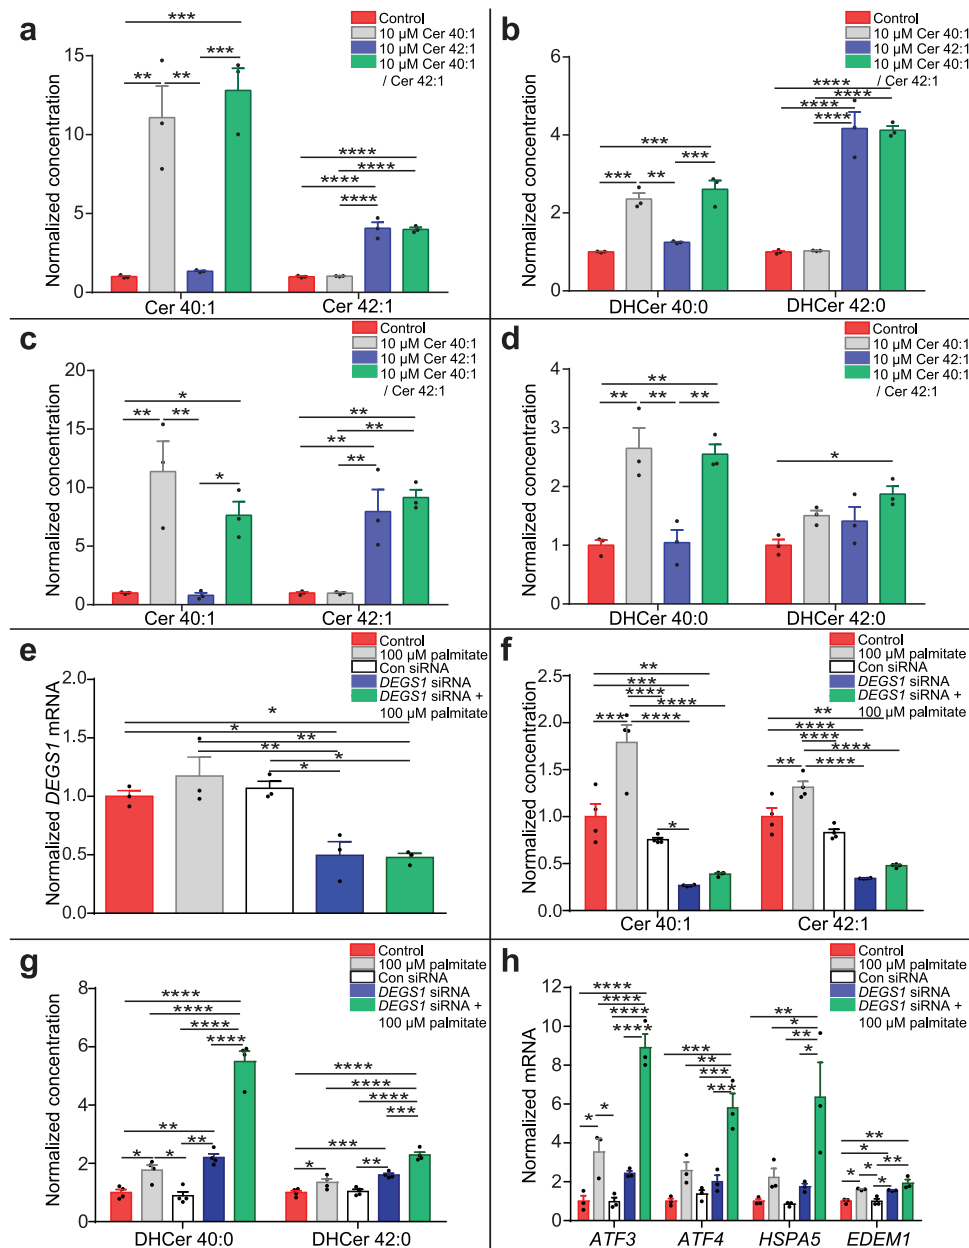 a
***
**
**
***
****
****
****
****
Control
10 µM Cer 40:1
10 µM Cer 42:1
10 µM Cer 40:1
/ Cer 42:1
Normalized concentration
15
10
5
0
Cer 40:1
Cer 42:1
b
***
***
**
***
****
****
****
****
Control
10 µM Cer 40:1
10 µM Cer 42:1
10 µM Cer 40:1
/ Cer 42:1
Normalized concentration
6
4
2
0
DHCer 40:0
DHCer 42:0
c
*
**
**
*
**
**
**
**
Control
10 µM Cer 40:1
10 µM Cer 42:1
10 µM Cer 40:1
/ Cer 42:1
Normalized concentration
20
15
10
5
0
Cer 40:1
Cer 42:1
d
**
**
**
**
*
Control
10 µM Cer 40:1
10 µM Cer 42:1
10 µM Cer 40:1
/ Cer 42:1
Normalized concentration
4
3
2
1
0
DHCer 40:0
DHCer 42:0
e
Control
100 µM palmitate
Con siRNA
DEGS1 siRNA
DEGS1 siRNA +
100 µM palmitate
*
*
**
**
*
*
Normalized DEGS1 mRNA
2.0
1.5
1.0
0.5
0.0
f
Control
100 µM palmitate
Con siRNA
DEGS1 siRNA
DEGS1 siRNA +
100 µM palmitate
**
***
****
****
***
****
*
**
****
****
****
**
****
Normalized concentration
2.5
2.0
1.5
1.0
0.5
0.0
Cer 40:1
Cer 42:1
g
Control
100 µM palmitate
Con siRNA
DEGS1 siRNA
DEGS1 siRNA +
100 µM palmitate
****
****
****
****
**
**
*
*
****
****
****
***
***
**
*
Normalized concentration
8
6
4
2
0
DHCer 40:0
DHCer 42:0
h
Control
100 µM palmitate
Con siRNA
DEGS1 siRNA
DEGS1 siRNA +
100 µM palmitate
****
****
****
****
*
*
***
**
***
***
**
*
**
*
**
*
**
*
*
*
Normalized mRNA
12
10
8
6
4
2
0
ATF3
ATF4
HSPA5
EDEM1